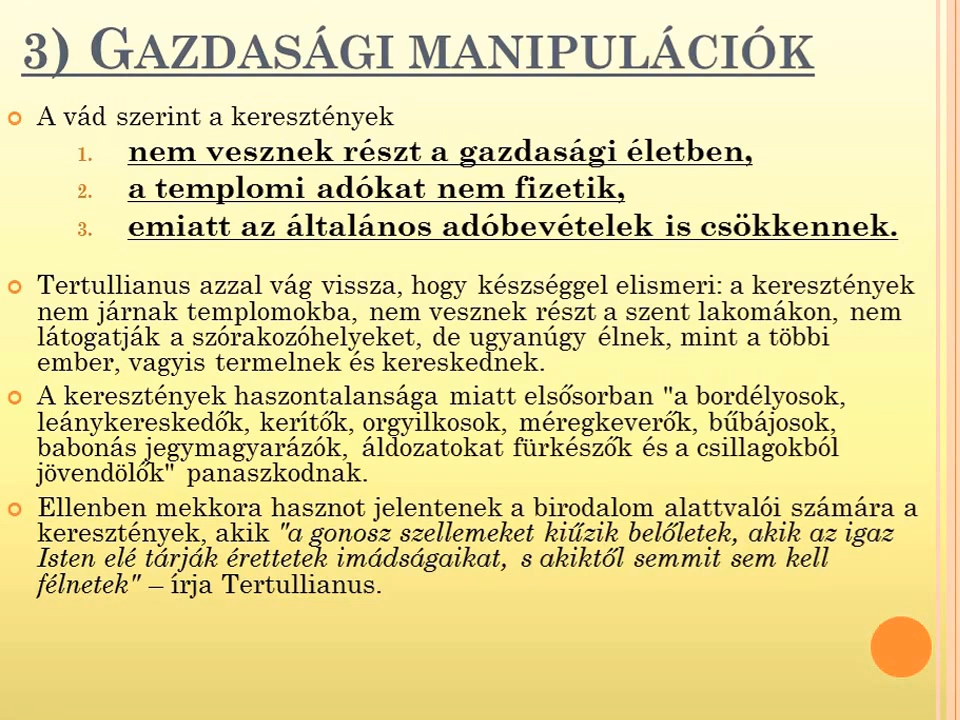 3) GAZDASÁGI MANIPULÁCIÓK
A vád szerint a keresztények
1. nem vesznek részt a gazdasági életben,
2. a templomi adókat nem fizetik,
3. emiatt az általános adóbevételek is csökkennek.
Tertullianus azzal vág vissza, hogy készséggel elismeri: a keresztények
nem járnak templomokba, nem vesznek részt a szent lakomákon, nem
látogatják a szórakozóhelyeket, de ugyanúgy élnek, mint a többi
ember, vagyis termelnek és kereskednek.
A keresztények haszontalansága miatt elsősorban "a bordélyosok,
leánykereskedők, kerítők, orgyilkosok, méregkeverők, bűbájosok,
babonás jegymagyarázók, áldozatokat fürkészők és a csillagokból
jövendölők" panaszkodnak.
Ellenben mekkora hasznot jelentenek a birodalom alattvalói számára a
keresztények, akik "a gonosz szellemeket kiűzik belőletek, akik az igaz
Isten elé tárják érettetek imádságaikat, s akiktől semmit sem kell
félnetek" – írja Tertullianus.